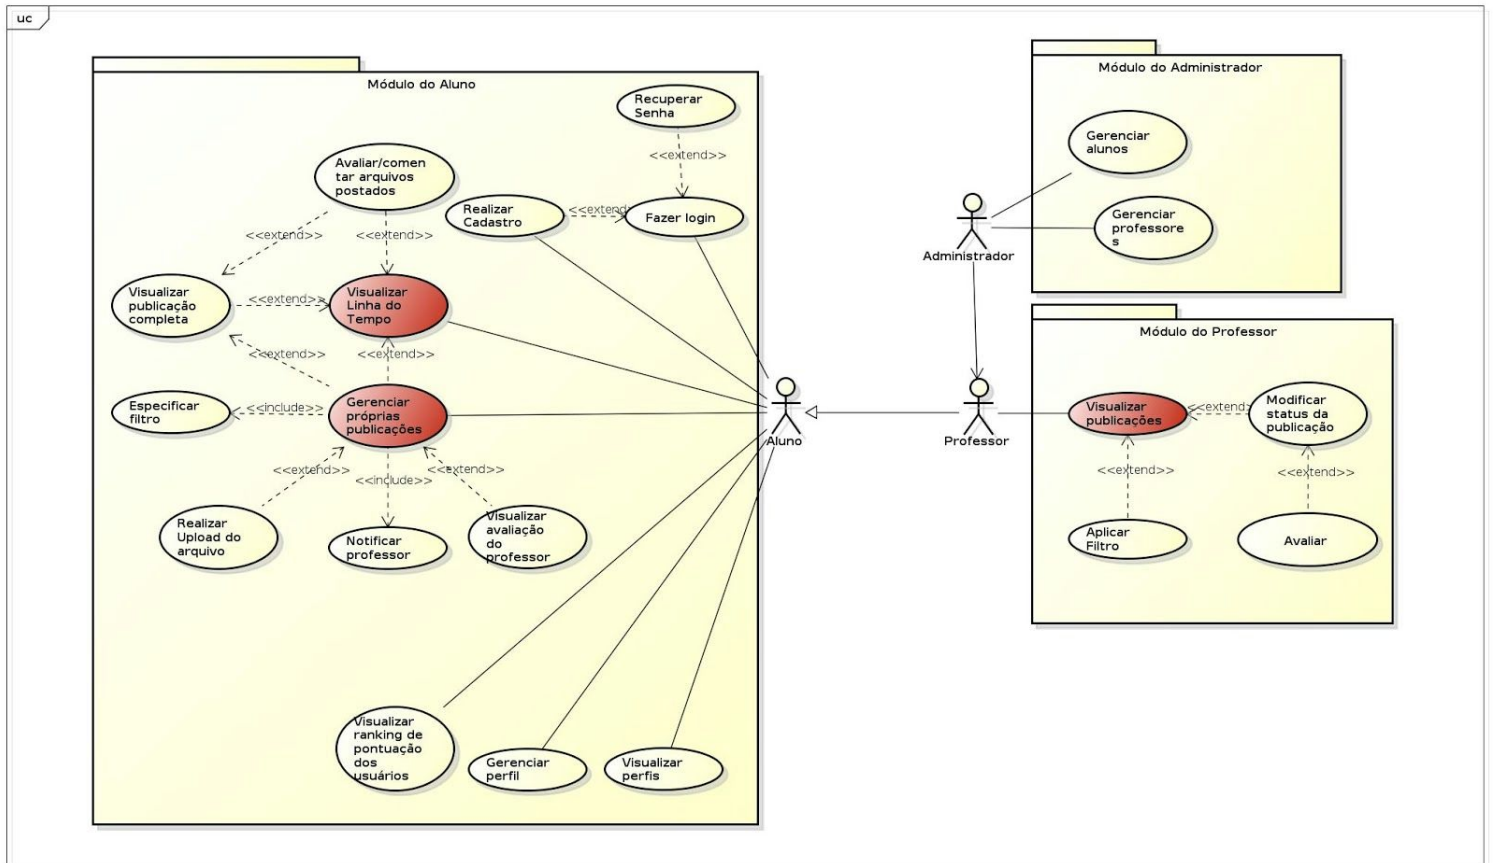 uc
Módulo do Aluno
Recuperar
Senha
<<extend>>
Avaliar/comen
tar arquivos
postados
Realizar
Cadastro
<<extend>>
Fazer login
<<extend>>
<<extend>>
Visualizar
publicação
completa
<<extend>>
Visualizar
Linha do
Tempo
<<extend>>
<<extend>>
Especificar
filtro
<<include>>
Gerenciar
próprias
publicações
<<extend>>
<<include>>
<<extend>>
Realizar
Upload do
arquivo
Notificar
professor
Visualizar
avaliação
do
professor
Visualizar
ranking de
pontuação
dos
usuários
Gerenciar
perfil
Visualizar
perfis
Aluno
Administrador
Professor
Módulo do Administrador
Gerenciar
alunos
Gerenciar
professore
s
Módulo do Professor
Visualizar
publicações
<<extend>>
Modificar
status da
publicação
<<extend>>
<<extend>>
Aplicar
Filtro
Avaliar